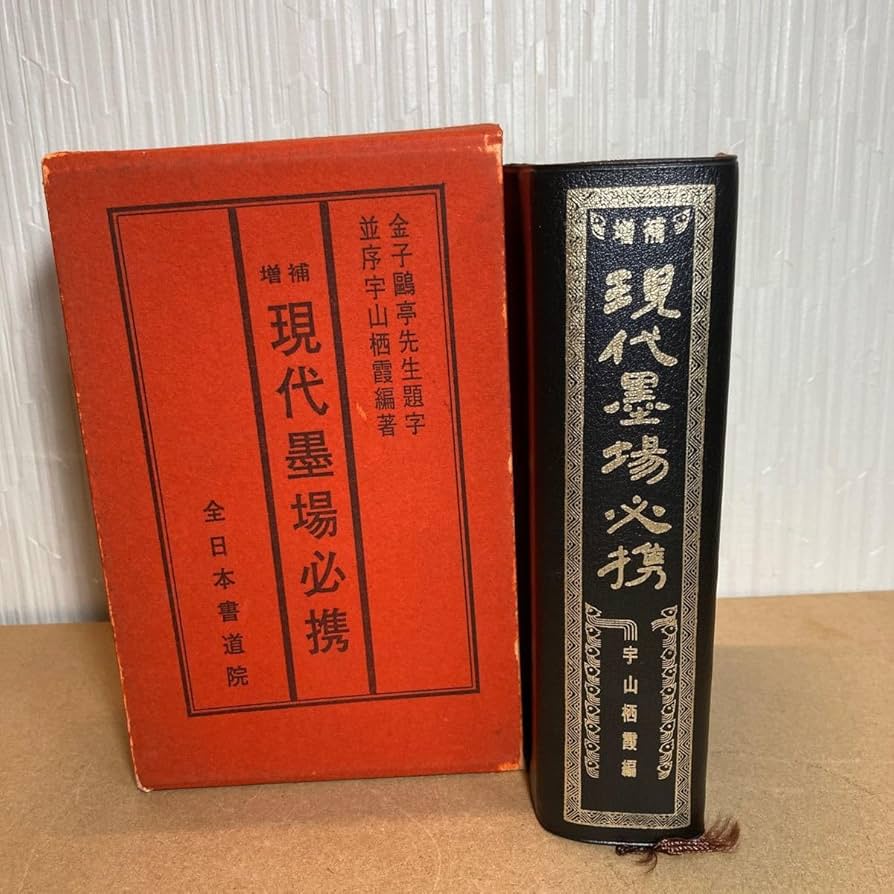 金子鷗亭先生題字
並序宇山栖霞編著
増補
現代墨場必携
全日本書道院
増補
現代墨場必携
宇山栖霞編